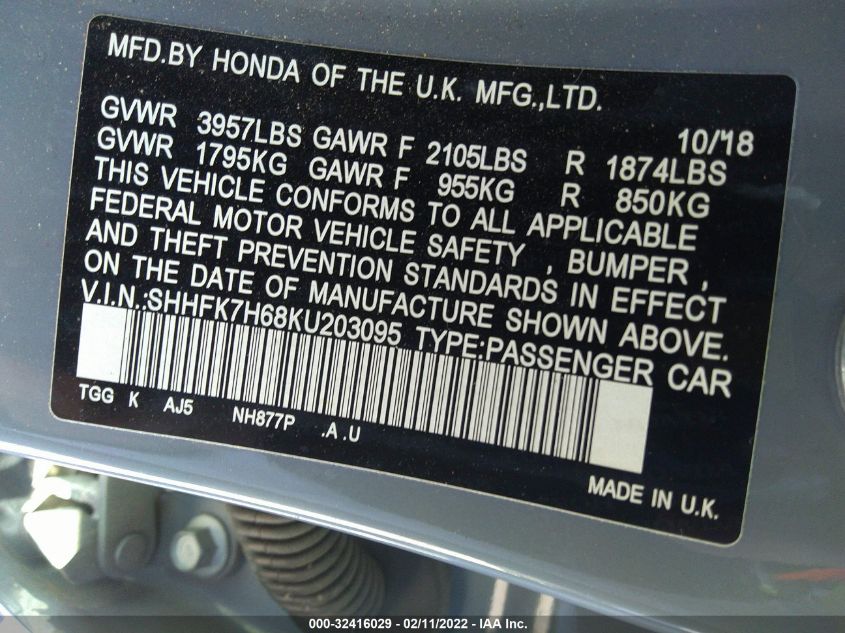 MFD.BY HONDA OF THE U.K. MFG.,LTD.
10/18
GVWR 3957LBS GAWR F 2105LBS R 1874LBS
GVWR 1795KG GAWR F 955KG R 850KG
THIS VEHICLE CONFORMS TO ALL APPLICABLE
FEDERAL MOTOR VEHICLE SAFETY , BUMPER ,
AND THEFT PREVENTION STANDARDS IN EFFECT
ON THE DATE OF MANUFACTURE SHOWN ABOVE.
V.I.N.:SHHFK7H68KU203095 TYPE:PASSENGER CAR
TGG K AJ5 NH877P .A .U
MADE IN U.K.
000-32416029 - 02/11/2022 - IAA Inc.